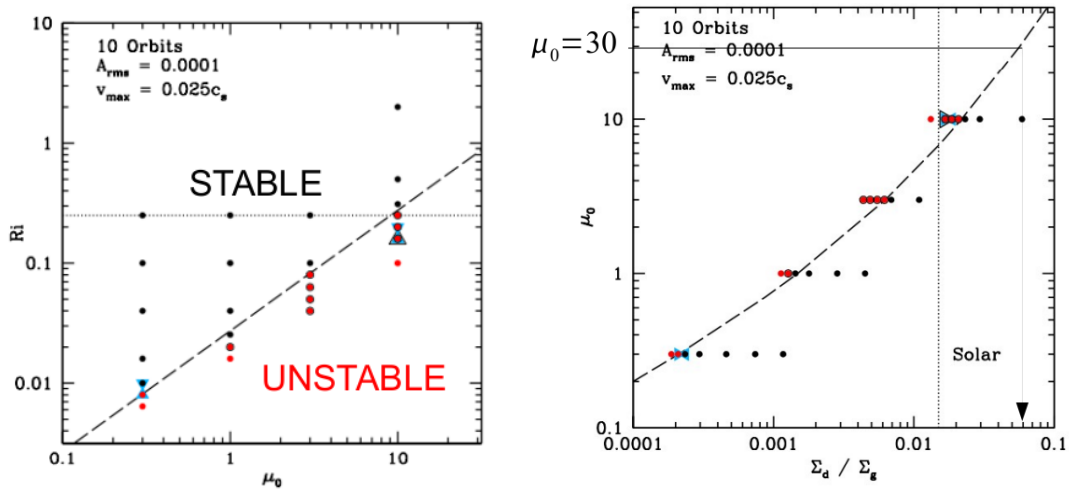 10 Orbits
A_rms = 0.0001
v_max = 0.025c_s
STABLE
UNSTABLE
Ri
1
0.1
0.01
0.1
1
10
μ_0
μ_0=30
10 Orbits
A_rms = 0.0001
v_max = 0.025c_s
Solar
μ_0
10
1
0.1
0.0001
0.001
0.01
0.1
Σ_d / Σ_g